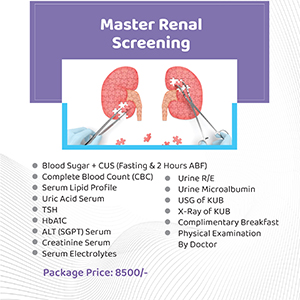 Master Renal
Screening
Blood Sugar + CUS (Fasting & 2 Hours ABF)
Complete Blood Count (CBC)
Serum Lipid Profile
Uric Acid Serum
TSH
HbA1C
ALT (SGPT) Serum
Creatinine Serum
Serum Electrolytes
Urine R/E
Urine Microalbumin
USG of KUB
X-Ray of KUB
Complimentary Breakfast
Physical Examination
By Doctor
Package Price: 8500/-